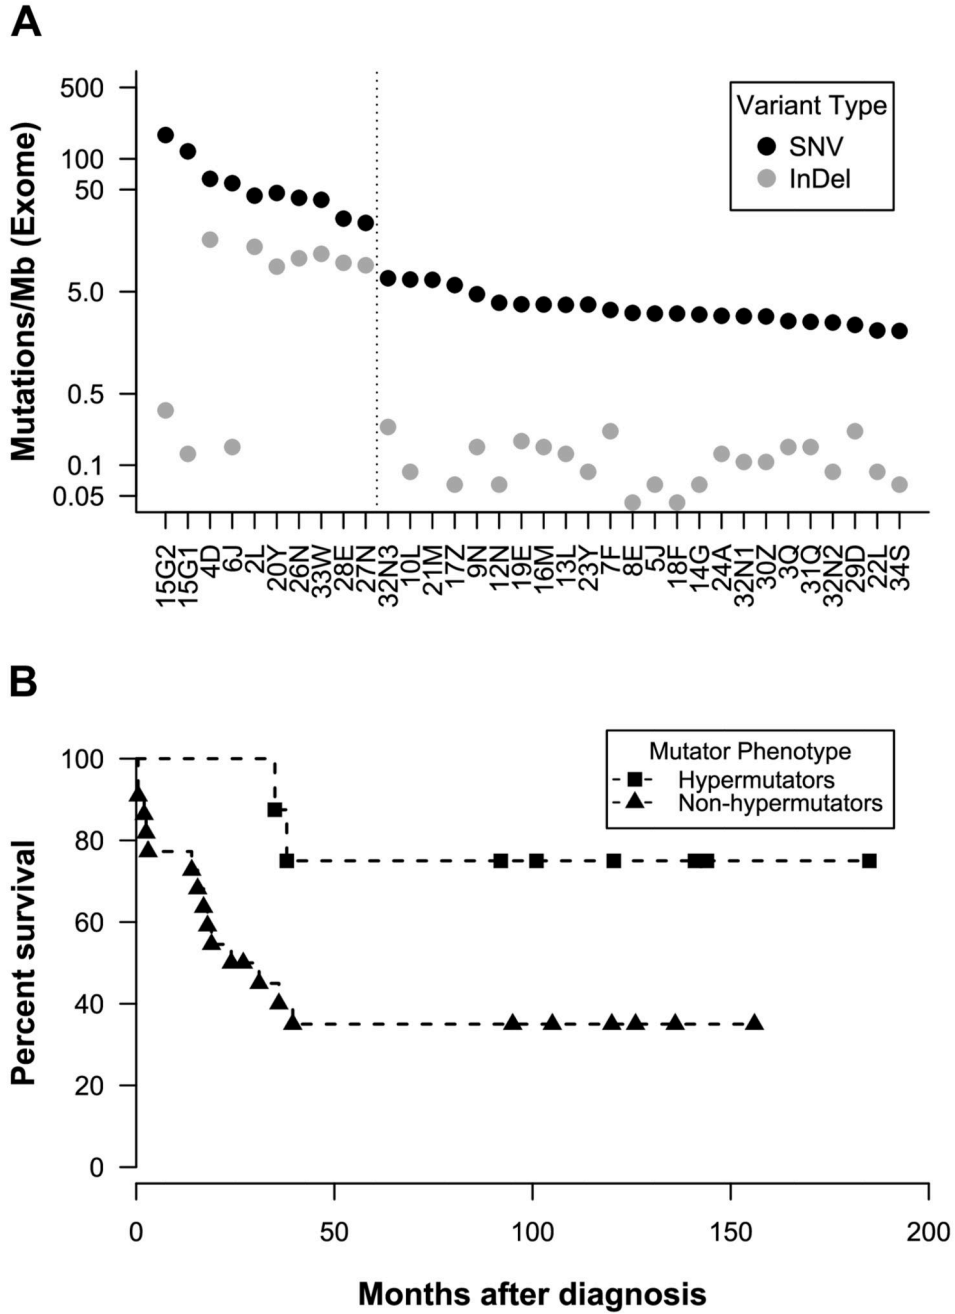 A
Mutations/Mb (Exome)
500
100
50
5.0
0.5
0.1
0.05
Variant Type
SNV
InDel
15G2
15G1
4D
6J
2L
20Y
26N
33W
28E
27N
32N3
10L
21M
17Z
9N
12N
19E
16M
13L
23Y
7F
8E
5J
18F
14G
24A
32N1
30Z
3Q
31Q
32N2
29D
22L
34S
B
Percent survival
100
80
60
40
20
0
Mutator Phenotype
Hypermutators
Non-hypermutators
0
50
100
150
200
Months after diagnosis